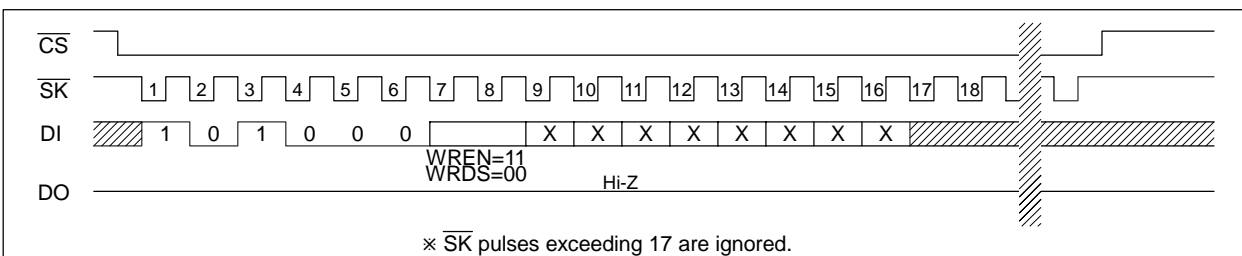 CS
SK 1 2 3 4 5 6 7 8 9 10 11 12 13 14 15 16 17 18
DI 1 0 1 0 0 0 X X X X X X X X
WREN=11
WRDS=00
DO Hi-Z
※ SK pulses exceeding 17 are ignored.